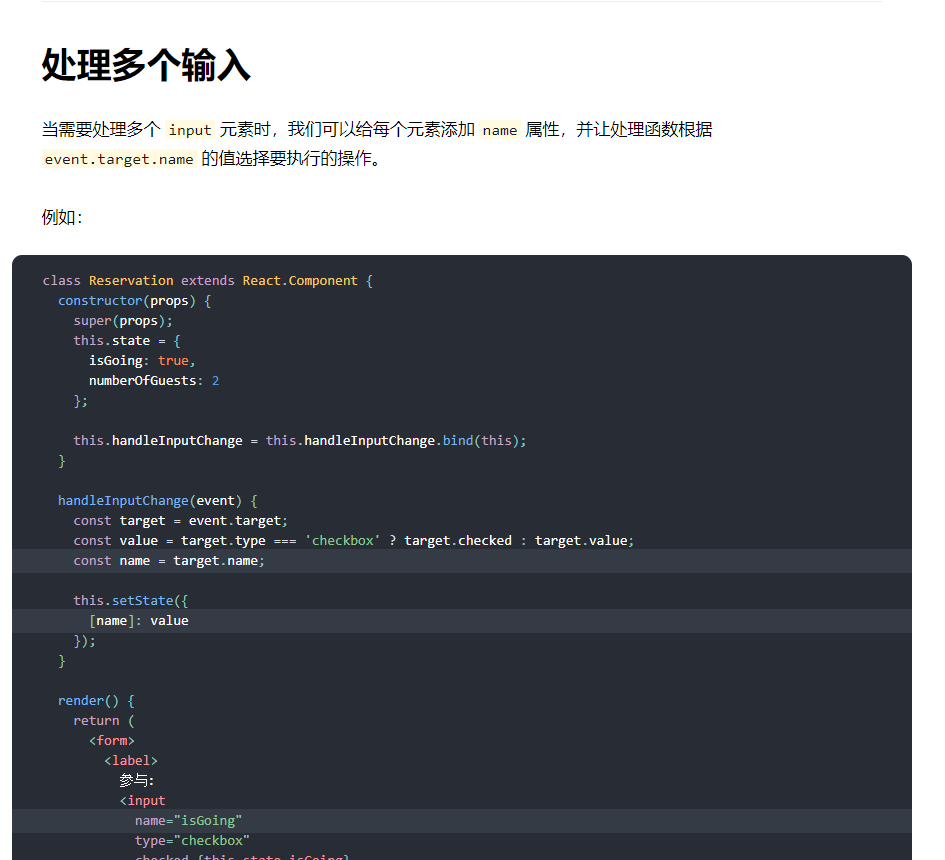 处理多个输入
当需要处理多个 input 元素时，我们可以给每个元素添加 name 属性，并让处理函数根据
event.target.name 的值选择要执行的操作。
例如：
class Reservation extends React.Component {
  constructor(props) {
    super(props);
    this.state = {
      isGoing: true,
      numberOfGuests: 2
    };
    this.handleInputChange = this.handleInputChange.bind(this);
  }
  handleInputChange(event) {
    const target = event.target;
    const value = target.type === 'checkbox' ? target.checked : target.value;
    const name = target.name;
    this.setState({
      [name]: value
    });
  }
  render() {
    return (
      <form>
        <label>
          参与:
          <input
            name="isGoing"
            type="checkbox"
            checked={this.state.isGoing}